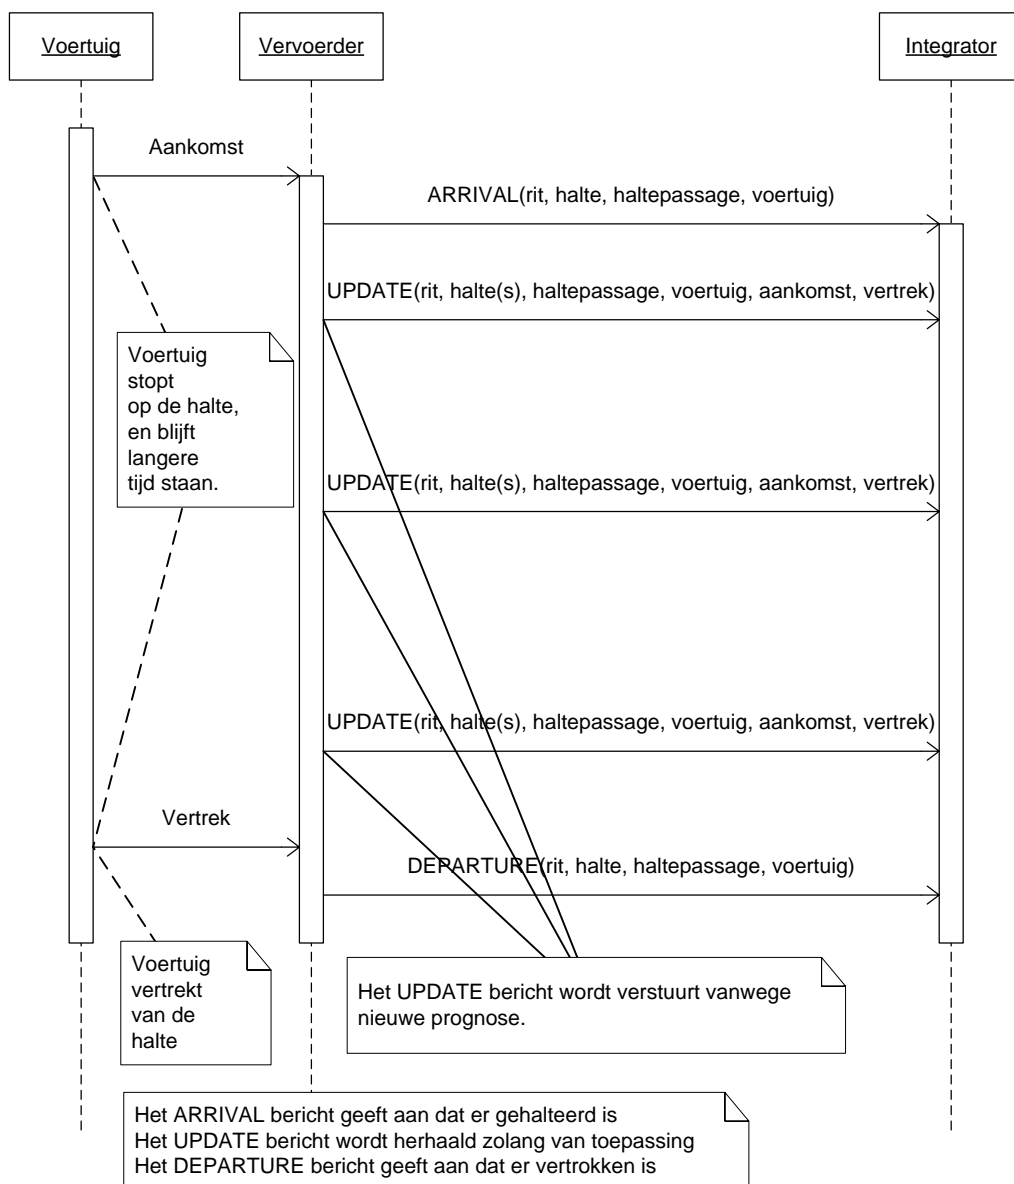 Voertuig
Vervoerder
Integrator
Aankomst
ARRIVAL(rit, halte, haltepassage, voertuig)
UPDATE(rit, halte(s), haltepassage, voertuig, aankomst, vertrek)
Voertuig
stopt
op de halte,
en blijft
langere
tijd staan.
UPDATE(rit, halte(s), haltepassage, voertuig, aankomst, vertrek)
UPDATE(rit, halte(s), haltepassage, voertuig, aankomst, vertrek)
Vertrek
DEPARTURE(rit, halte, haltepassage, voertuig)
Voertuig
vertrekt
van de
halte
Het UPDATE bericht wordt verstuurt vanwege
nieuwe prognose.
Het ARRIVAL bericht geeft aan dat er gehalteerd is
Het UPDATE bericht wordt herhaald zolang van toepassing
Het DEPARTURE bericht geeft aan dat er vertrokken is